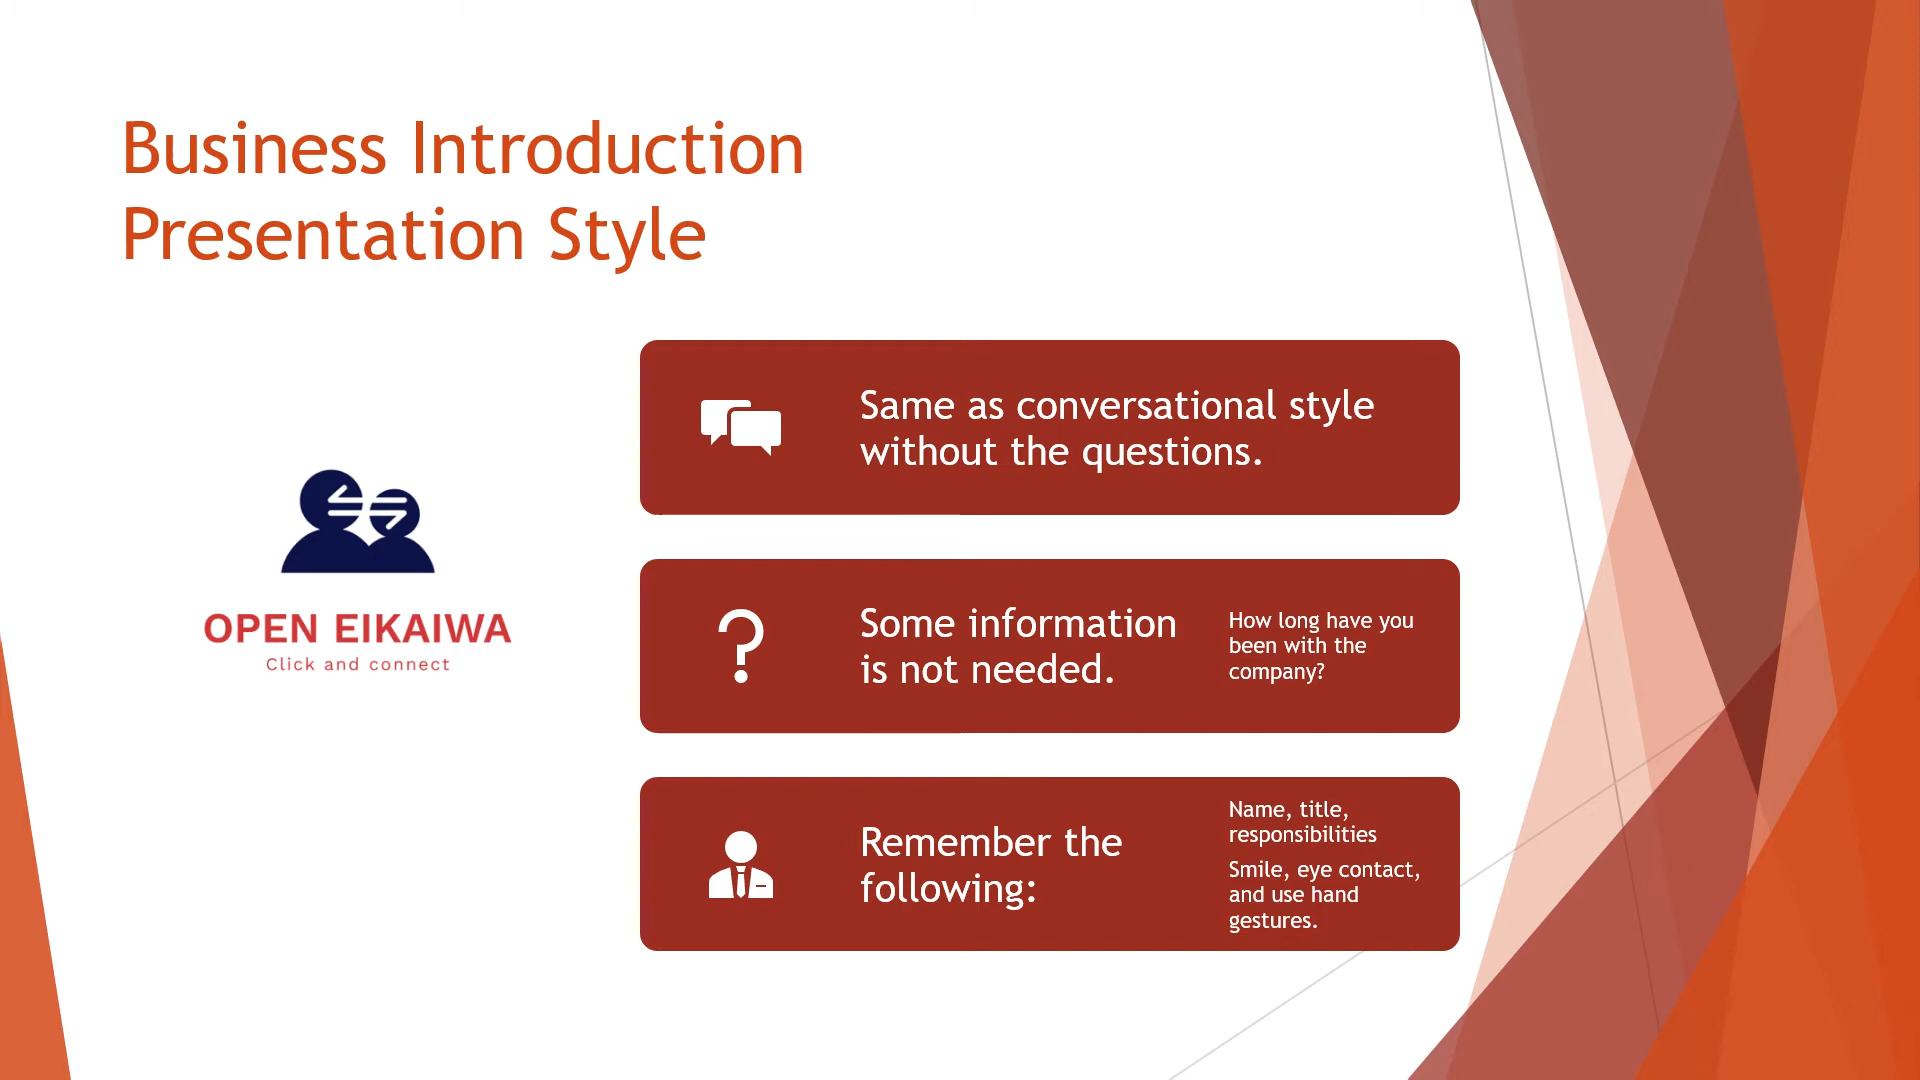 Business Introduction
Presentation Style
OPEN EIKAIWA
Click and connect
Same as conversational style
without the questions.
Some information
is not needed.
How long have you
been with the
company?
Remember the
following:
Name, title,
responsibilities
Smile, eye contact,
and use hand
gestures.